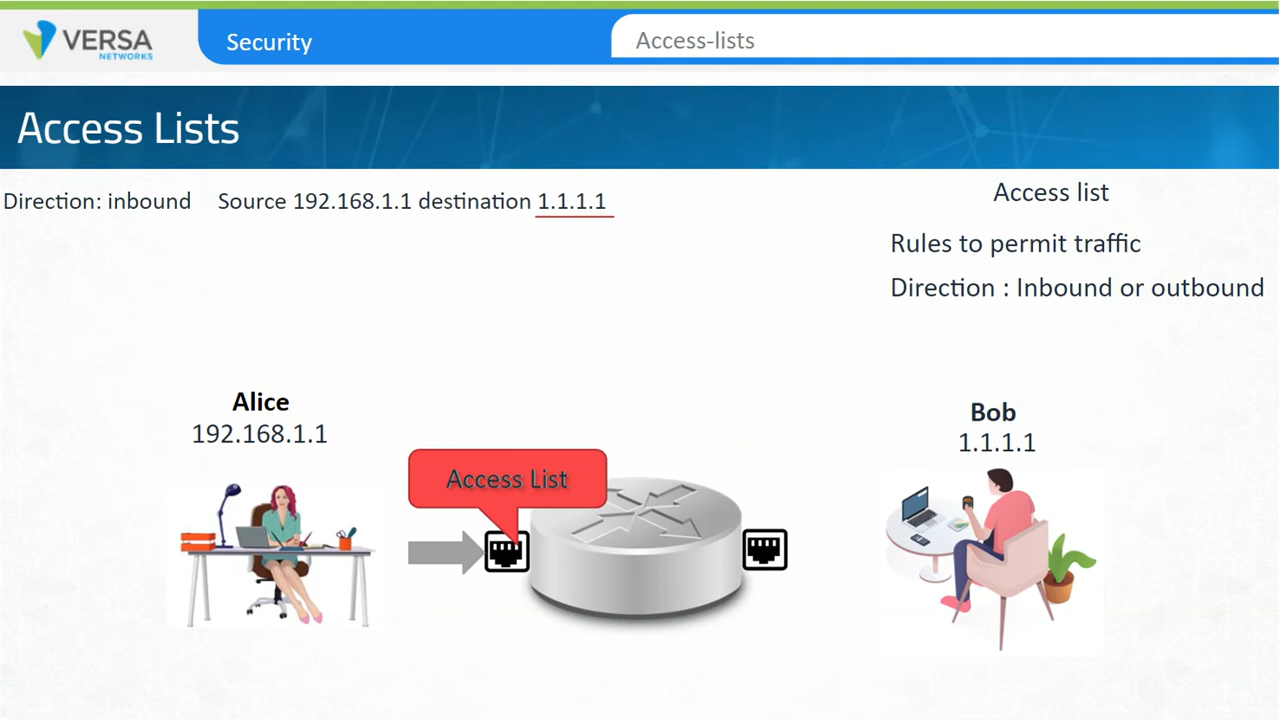 VERSA
NETWORKS
Security
Access-lists
Access Lists
Direction: inbound Source 192.168.1.1 destination 1.1.1.1
Access list
Rules to permit traffic
Direction : Inbound or outbound
Alice
192.168.1.1
Bob
1.1.1.1
Access List